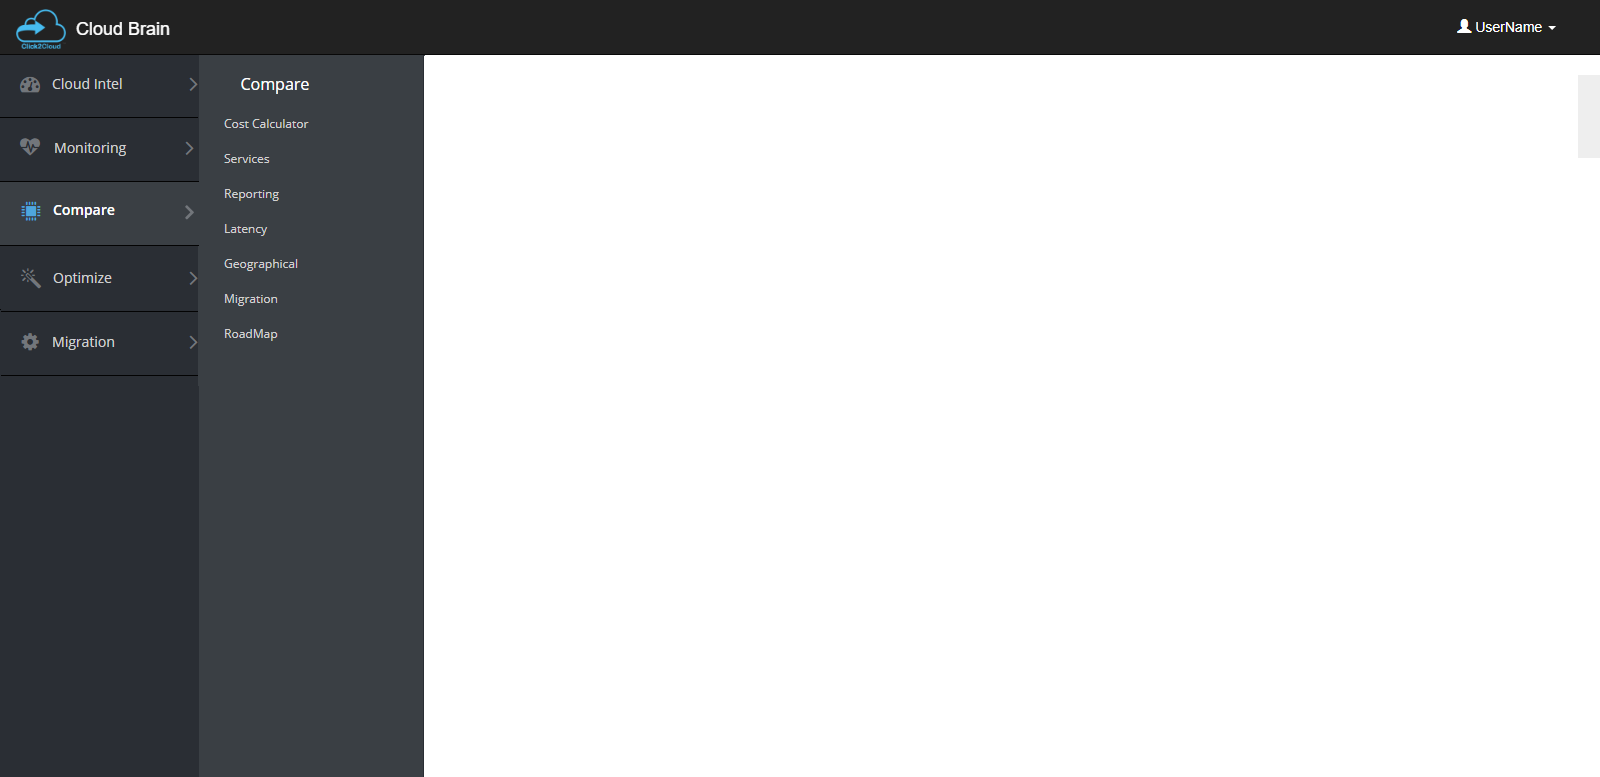 Click2Cloud
Cloud Brain
UserName
Cloud Intel
Monitoring
Compare
Optimize
Migration
Compare
Cost Calculator
Services
Reporting
Latency
Geographical
Migration
RoadMap